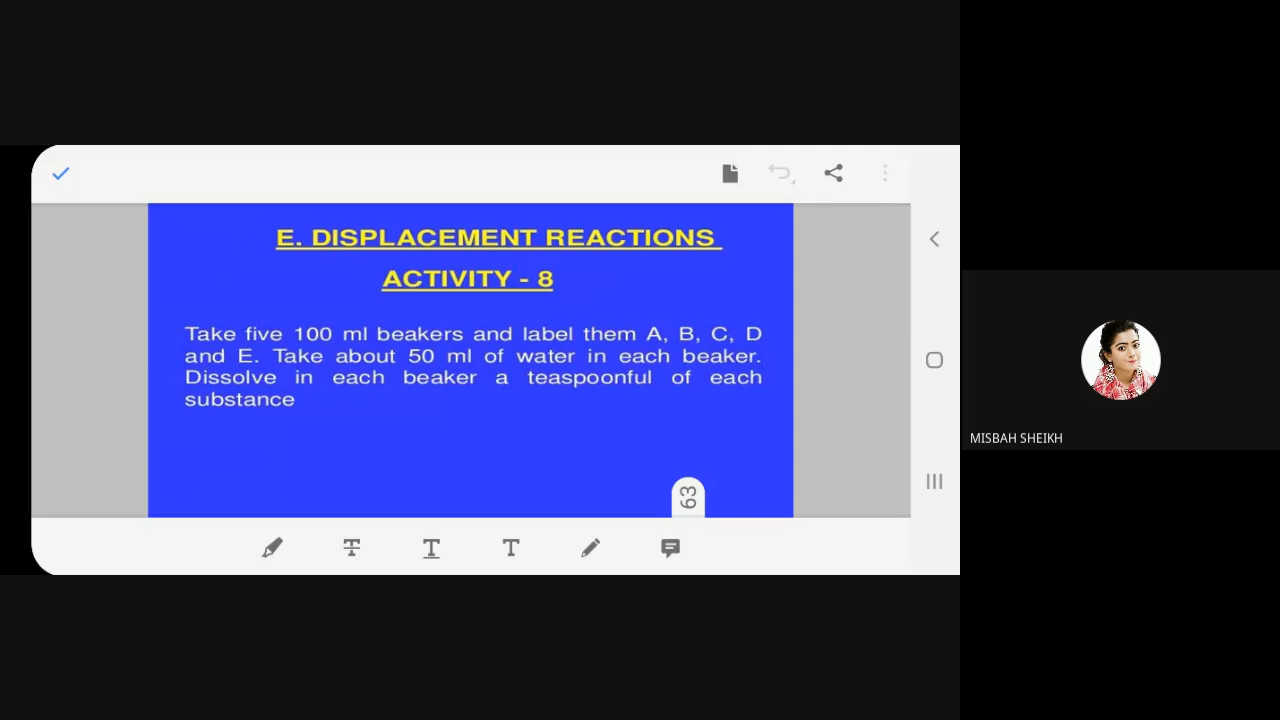 E. DISPLACEMENT REACTIONS
ACTIVITY - 8
Take five 100 ml beakers and label them A, B, C, D
and E. Take about 50 ml of water in each beaker.
Dissolve in each beaker a teaspoonful of each
substance
63
MISBAH SHEIKH